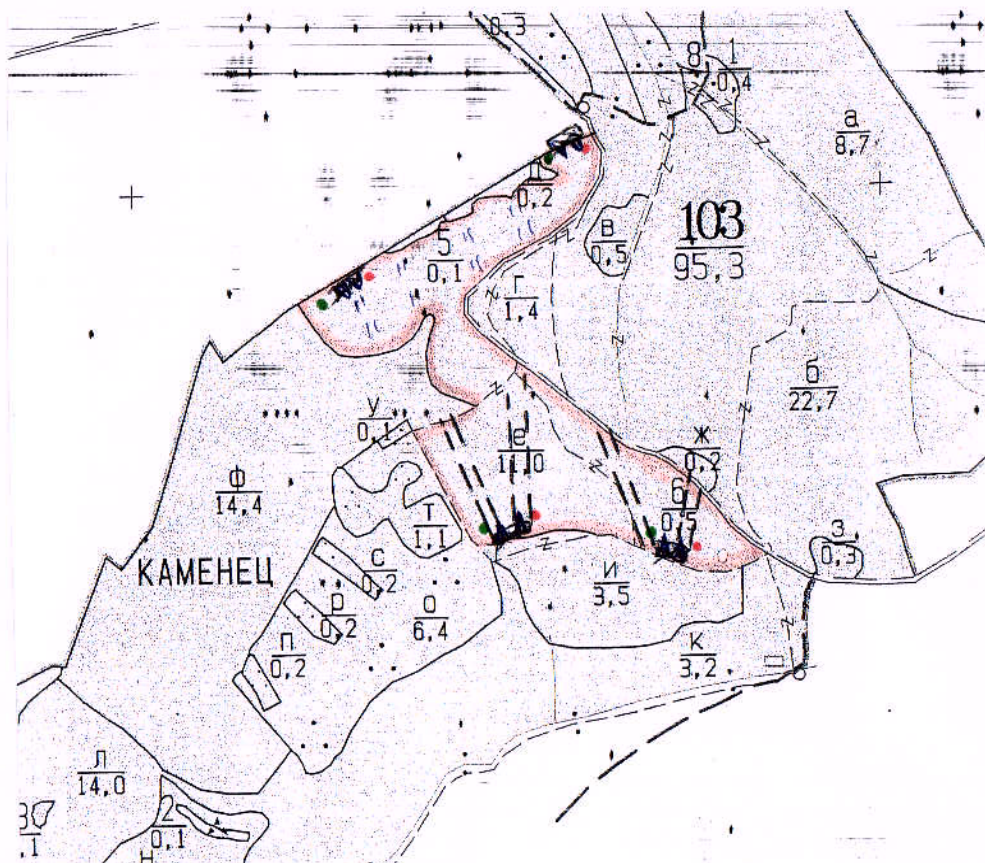 0,3
8
1
0,4
а
8,7
Д
0,2
103
95,3
В
0,5
5
0,1
Г
1,4
б
22,7
У
0,1
е
11,0
Ж
0,2
6
0,5
ф
14,4
Т
1,1
З
0,3
КАМЕНЕЦ
С
0,2
И
3,5
Р
0,2
О
6,4
П
0,2
К
3,2
Л
14,0
2
0,1
Н